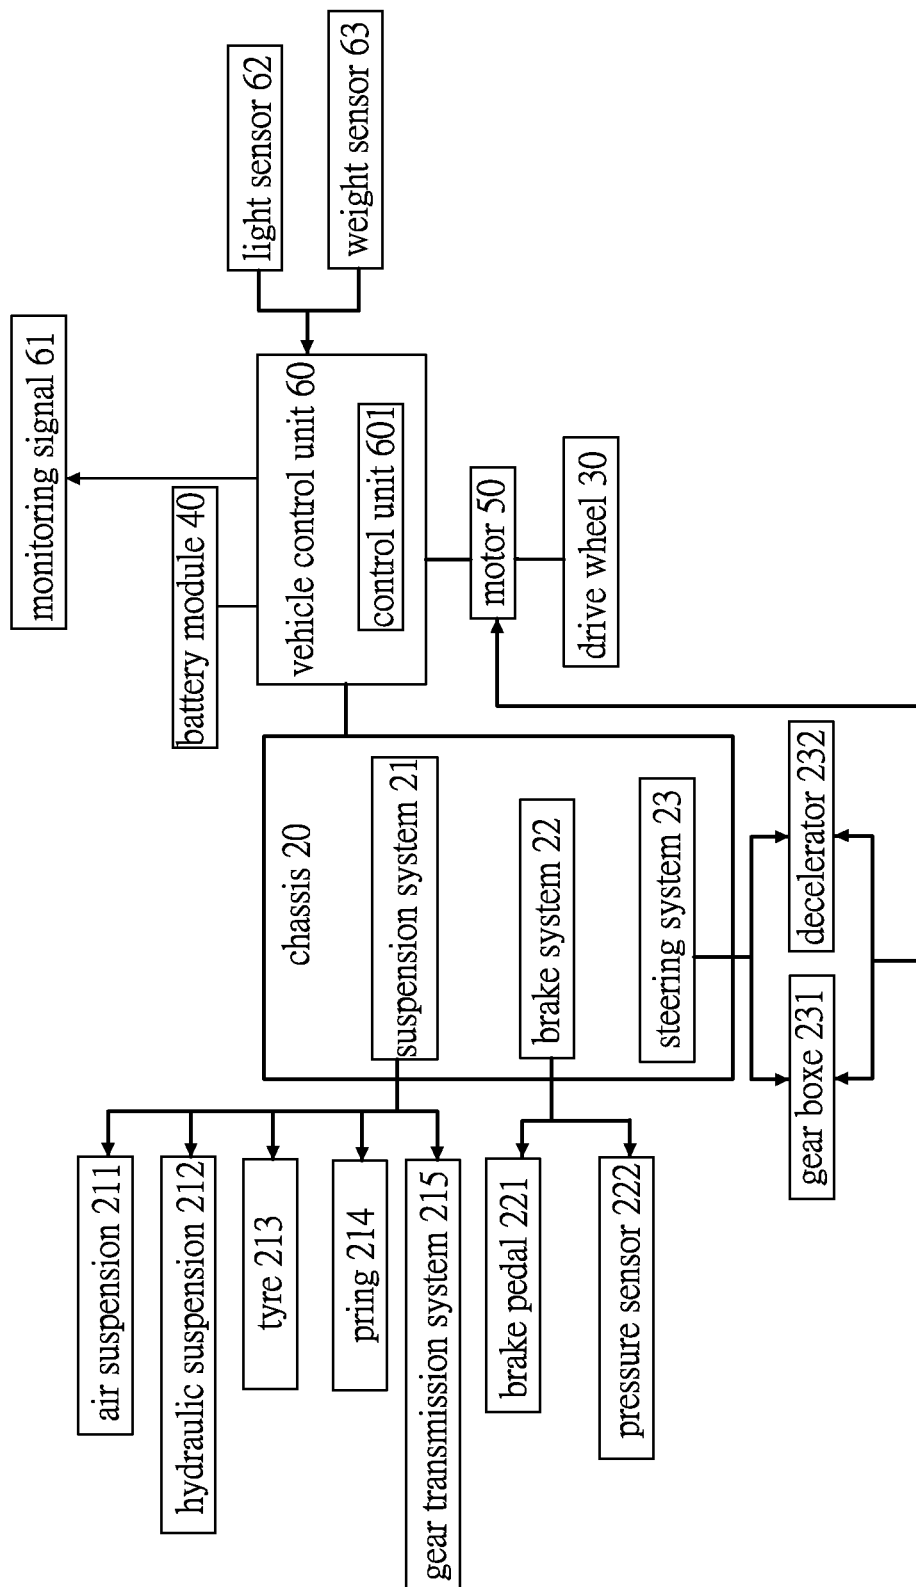 air suspension 211
hydraulic suspension 212
tyre 213
pring 214
gear transmission system 215
brake pedal 221
pressure sensor 222
chassis 20
suspension system 21
brake system 22
steering system 23
gear boxe 231
decelerator 232
monitoring signal 61
battery module 40
vehicle control unit 60
control unit 601
motor 50
drive wheel 30
light sensor 62
weight sensor 63